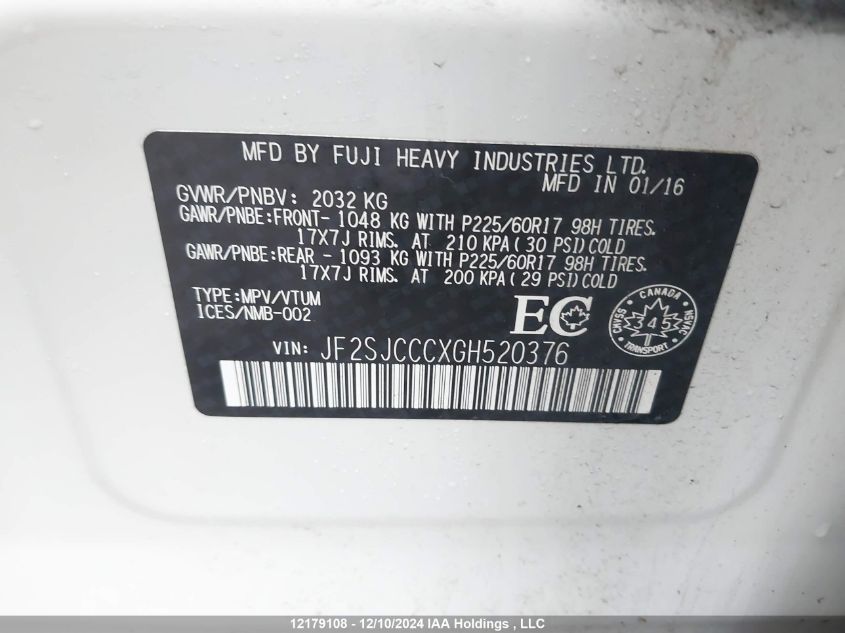 MFD BY FUJI HEAVY INDUSTRIES LTD.
MFD IN 01/16
GVWR/PNBV: 2032 KG
GAWR/PNBE:FRONT- 1048 KG WITH P225/60R17 98H TIRES.
17X7J RIMS. AT 210 KPA(30 PSI)COLD
GAWR/PNBE:REAR - 1093 KG WITH P225/60R17 98H TIRES.
17X7J RIMS. AT 200 KPA(29 PSI)COLD
TYPE:MPV/VTUM
ICES/NMB-002
EC
CANADA
CMVSS
345
NSVAC
TRANSPORT
VIN: JF2SJCCCXGH520376
12179108 - 12/10/2024 IAA Holdings , LLC